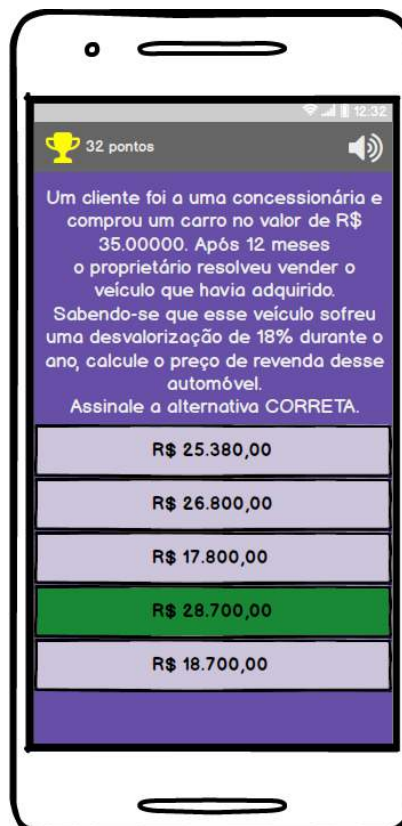 12:32
32 pontos
Um cliente foi a uma concessionária e
comprou um carro no valor de R$
35.00000. Após 12 meses
o proprietário resolveu vender o
veículo que havia adquirido.
Sabendo-se que esse veículo sofreu
uma desvalorização de 18% durante o
ano, calcule o preço de revenda desse
automóvel.
Assinale a alternativa CORRETA.
R$ 25.380,00
R$ 26.800,00
R$ 17.800,00
R$ 28.700,00
R$ 18.700,00